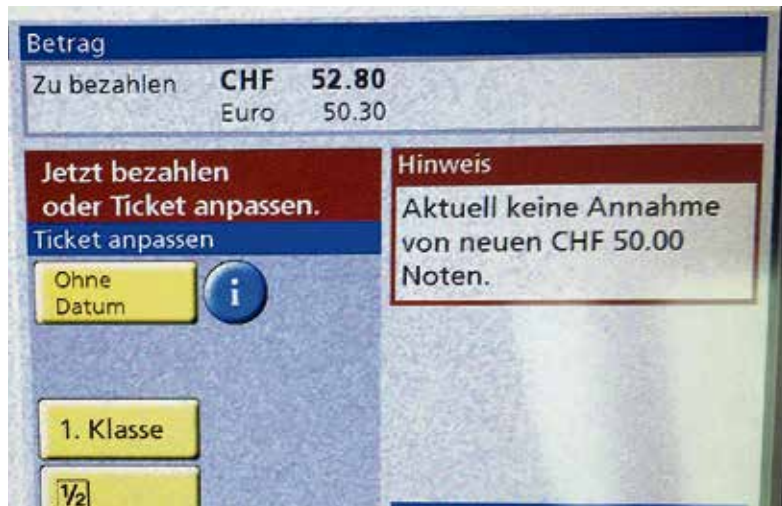 Betrag
Zu bezahlen CHF 52.80
Euro 50.30
Jetzt bezahlen
oder Ticket anpassen.
Ticket anpassen
Ohne
Datum
i
1. Klasse
1/2
Hinweis
Aktuell keine Annahme
von neuen CHF 50.00
Noten.